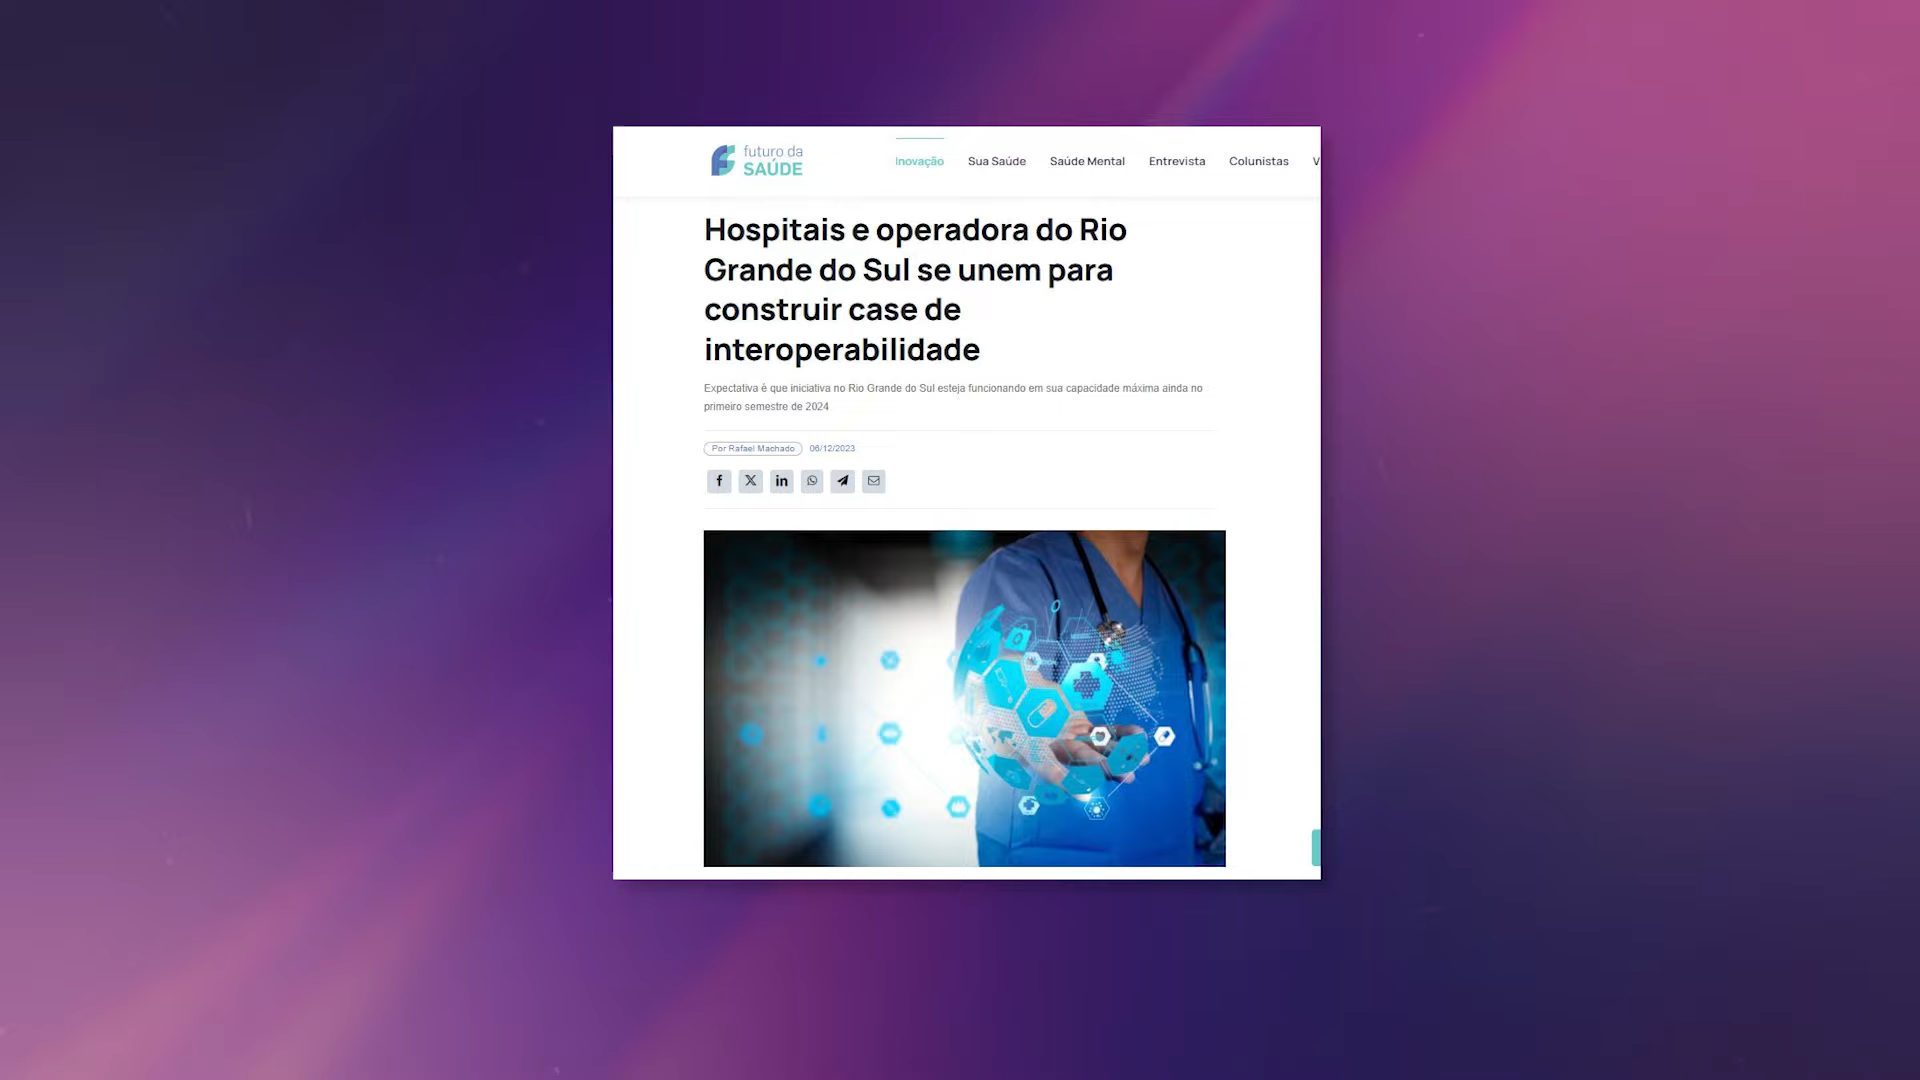 futuro da
SAÚDE
Inovação Sua Saúde Saúde Mental Entrevista Colunistas V
Hospitais e operadora do Rio
Grande do Sul se unem para
construir case de
interoperabilidade
Expectativa é que iniciativa no Rio Grande do Sul esteja funcionando em sua capacidade máxima ainda no
primeiro semestre de 2024
Por Rafael Machado 06/12/2023